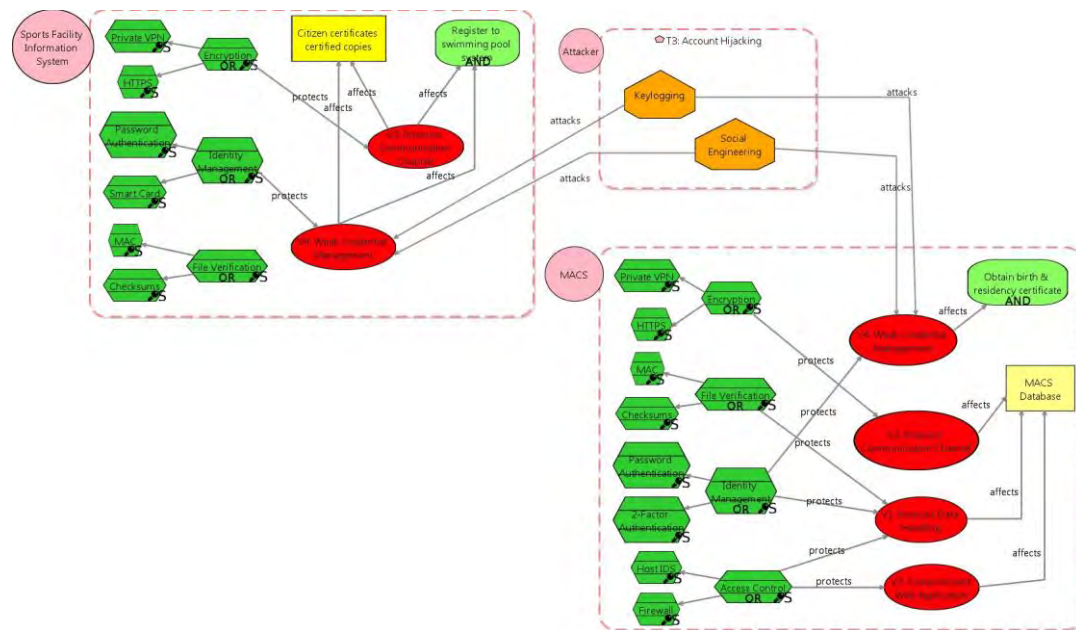 Sports Facility
Information
System
Private VPN
S
Encryption
OR
S
HTTPS
S
Password
Authentication
S
Identity
Management
OR
S
Smart Card
S
MAC
S
File Verification
OR
S
Checksums
S
Citizen certificates
certified copies
Register to
swimming pool
system
AND
protects
affects
affects
affects
affects
protects
Communication
V4: Weak Credential
Management
Attacker
T3: Account Hijacking
Keylogging
Social
Engineering
attacks
attacks
attacks
attacks
MACS
Private VPN
S
Encryption
OR
S
HTTPS
S
MAC
S
File Verification
OR
S
Checksums
S
Password
Authentication
S
Identity
Management
OR
S
2-Factor
Authentication
S
Host IDS
S
Access Control
OR
S
Firewall
S
protects
protects
protects
protects
protects
protects
V4: Weak Credential
Management
Obtain birth &
residency certificate
AND
affects
MACS
Database
affects
affects
affects
Web Application